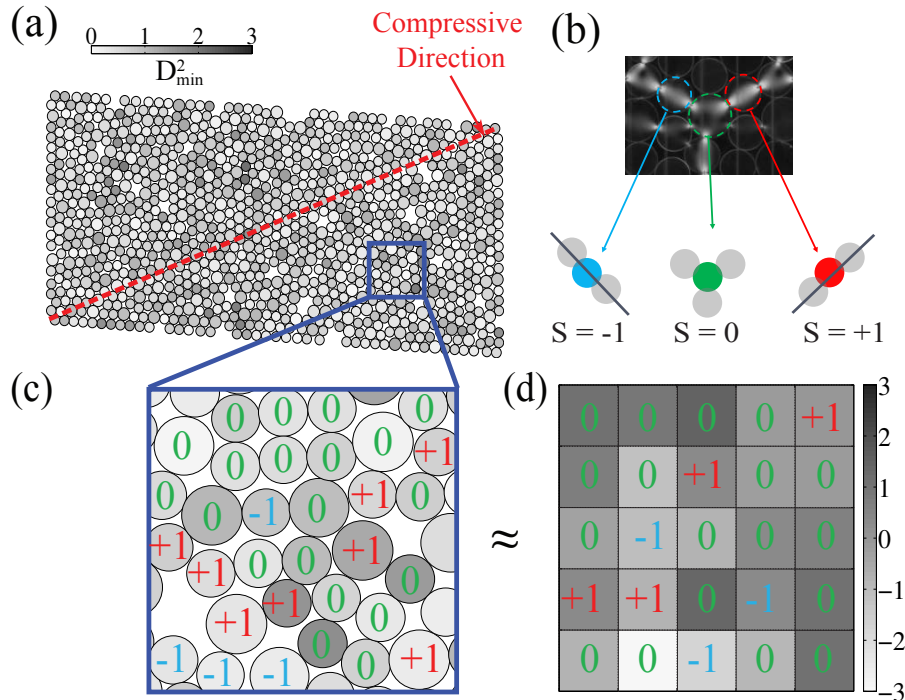 (a)
0 1 2 3
D²min
Compressive
Direction
(b)
S = -1
S = 0
S = +1
(c)
0 0 0 0
0 0 0 0 0 +1
0 +1 0
0 -1 0
+1 +1 0 0 +1 0
+1 +1 0 0
0
-1 -1 -1 0 +1
≈
(d)
0 0 0 0 +1
0 0 +1 0 0
0 -1 0 0 0
+1 +1 0 -1 0
0 0 -1 0 0
3
2
1
0
-1
-2
-3